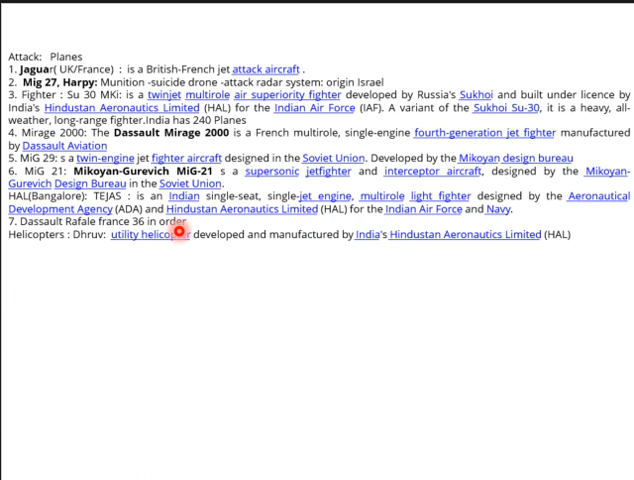 Attack: Planes
1. Jaguar( UK/France) : is a British-French jet attack aircraft .
2. Mig 27, Harpy: Munition -suicide drone -attack radar system: origin Israel
3. Fighter : Su 30 MKi: is a twinjet multirole air superiority fighter developed by Russia's Sukhoi and built under licence by
India's Hindustan Aeronautics Limited (HAL) for the Indian Air Force (IAF). A variant of the Sukhoi Su-30, it is a heavy, all-
weather, long-range fighter.India has 240 Planes
4. Mirage 2000: The Dassault Mirage 2000 is a French multirole, single-engine fourth-generation jet fighter manufactured
by Dassault Aviation
5. MiG 29: s a twin-engine jet fighter aircraft designed in the Soviet Union. Developed by the Mikoyan design bureau
6. MiG 21: Mikoyan-Gurevich MiG-21 s a supersonic jetfighter and interceptor aircraft, designed by the Mikoyan-
Gurevich Design Bureau in the Soviet Union.
HAL(Bangalore): TEJAS : is an Indian single-seat, single-jet engine, multirole light fighter designed by the Aeronautical
Development Agency (ADA) and Hindustan Aeronautics Limited (HAL) for the Indian Air Force and Navy.
7. Dassault Rafale france 36 in order
Helicopters : Dhruv: utility helicopter developed and manufactured by India's Hindustan Aeronautics Limited (HAL)